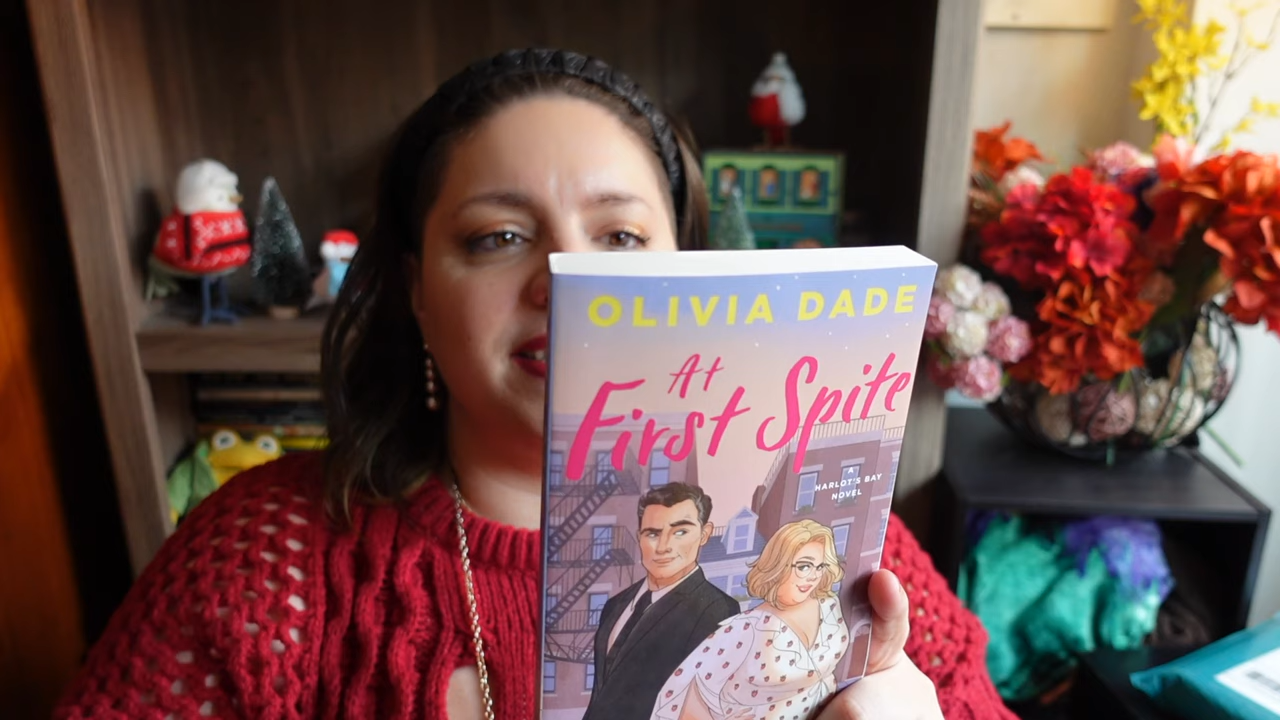 OLIVIA DADE
At
First Spite
A
HARLOT'S BAY
NOVEL